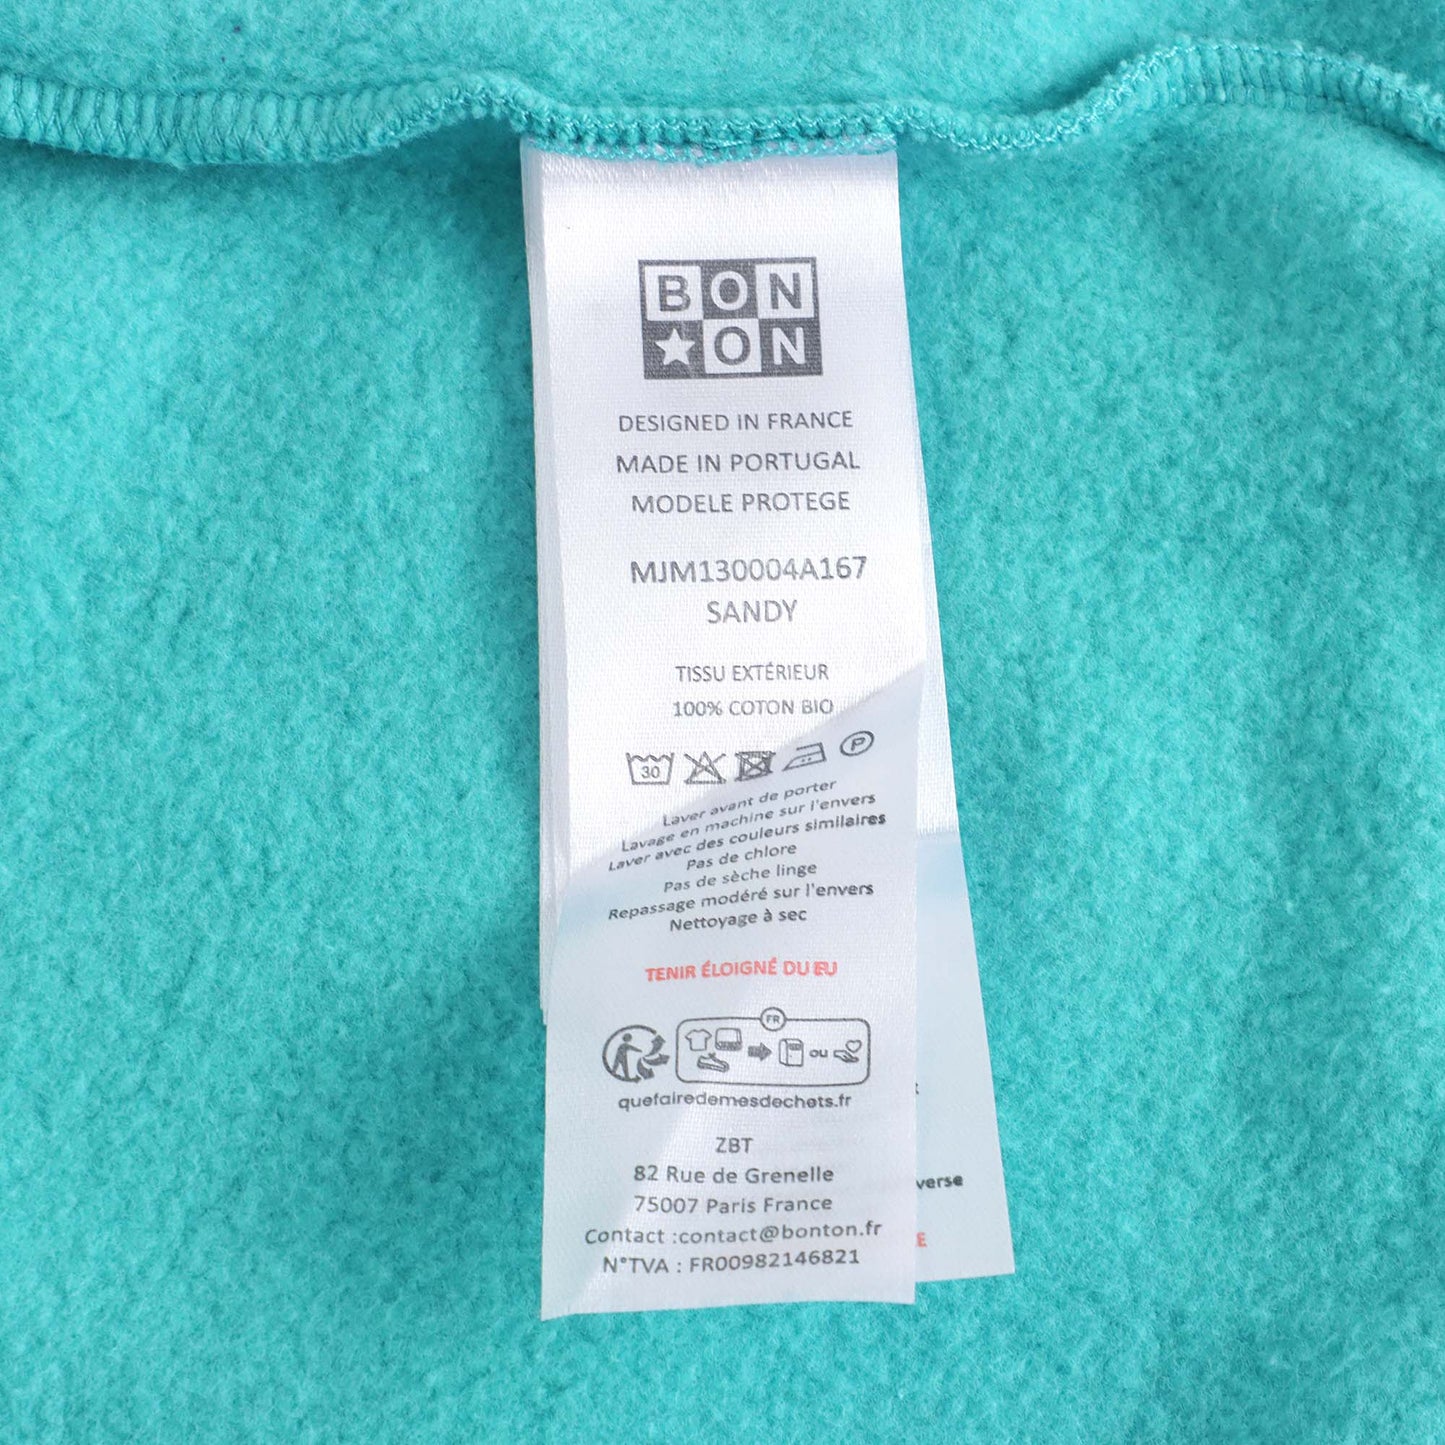 BON
ON
DESIGNED IN FRANCE
MADE IN PORTUGAL
MODELE PROTEGE
MJM130004A167
SANDY
TISSU EXTÉRIEUR
100% COTON BIO
30
P
Laver avant de porter
Lavage en machine sur l'envers
Laver avec des couleurs similaires
Pas de chlore
Pas de sèche linge
Repassage modéré sur l'envers
Nettoyage à sec
TENIR ÉLOIGNÉ DU EU
FR
ou
quefairedemesdechets.fr
ZBT
82 Rue de Grenelle
75007 Paris France
Contact :contact@bonton.fr
N°TVA : FR00982146821
verse
E